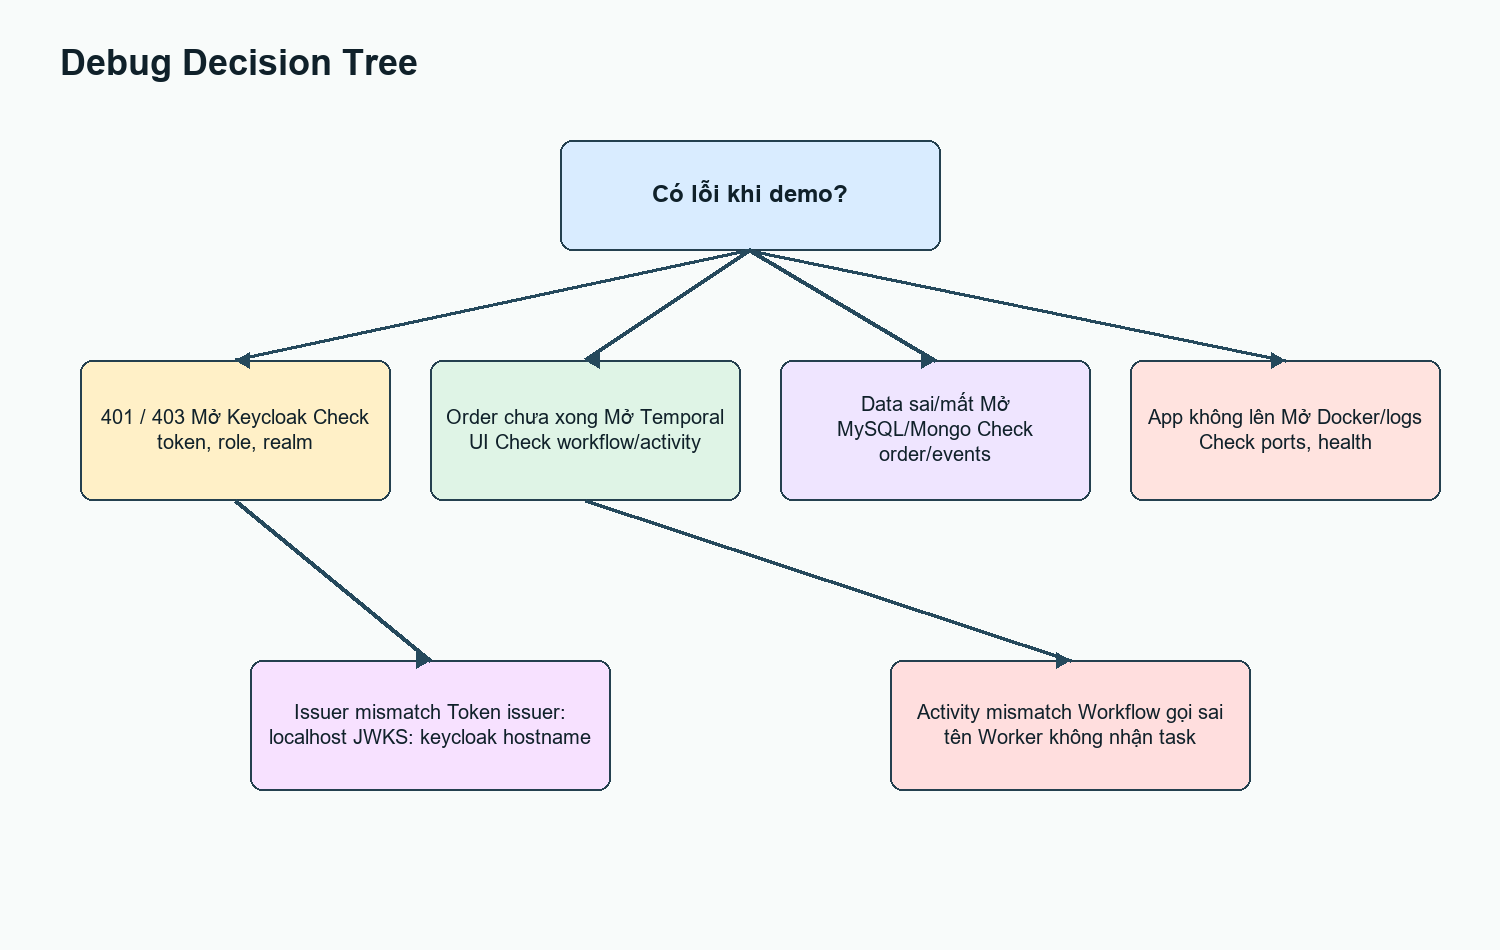 Debug Decision Tree
Có lỗi khi demo?
401 / 403 Mở Keycloak Check
token, role, realm
Order chưa xong Mở Temporal
UI Check workflow/activity
Data sai/mất Mở
MySQL/Mongo Check
order/events
App không lên Mở Docker/logs
Check ports, health
Issuer mismatch Token issuer:
localhost JWKS: keycloak hostname
Activity mismatch Workflow gọi sai
tên Worker không nhận task